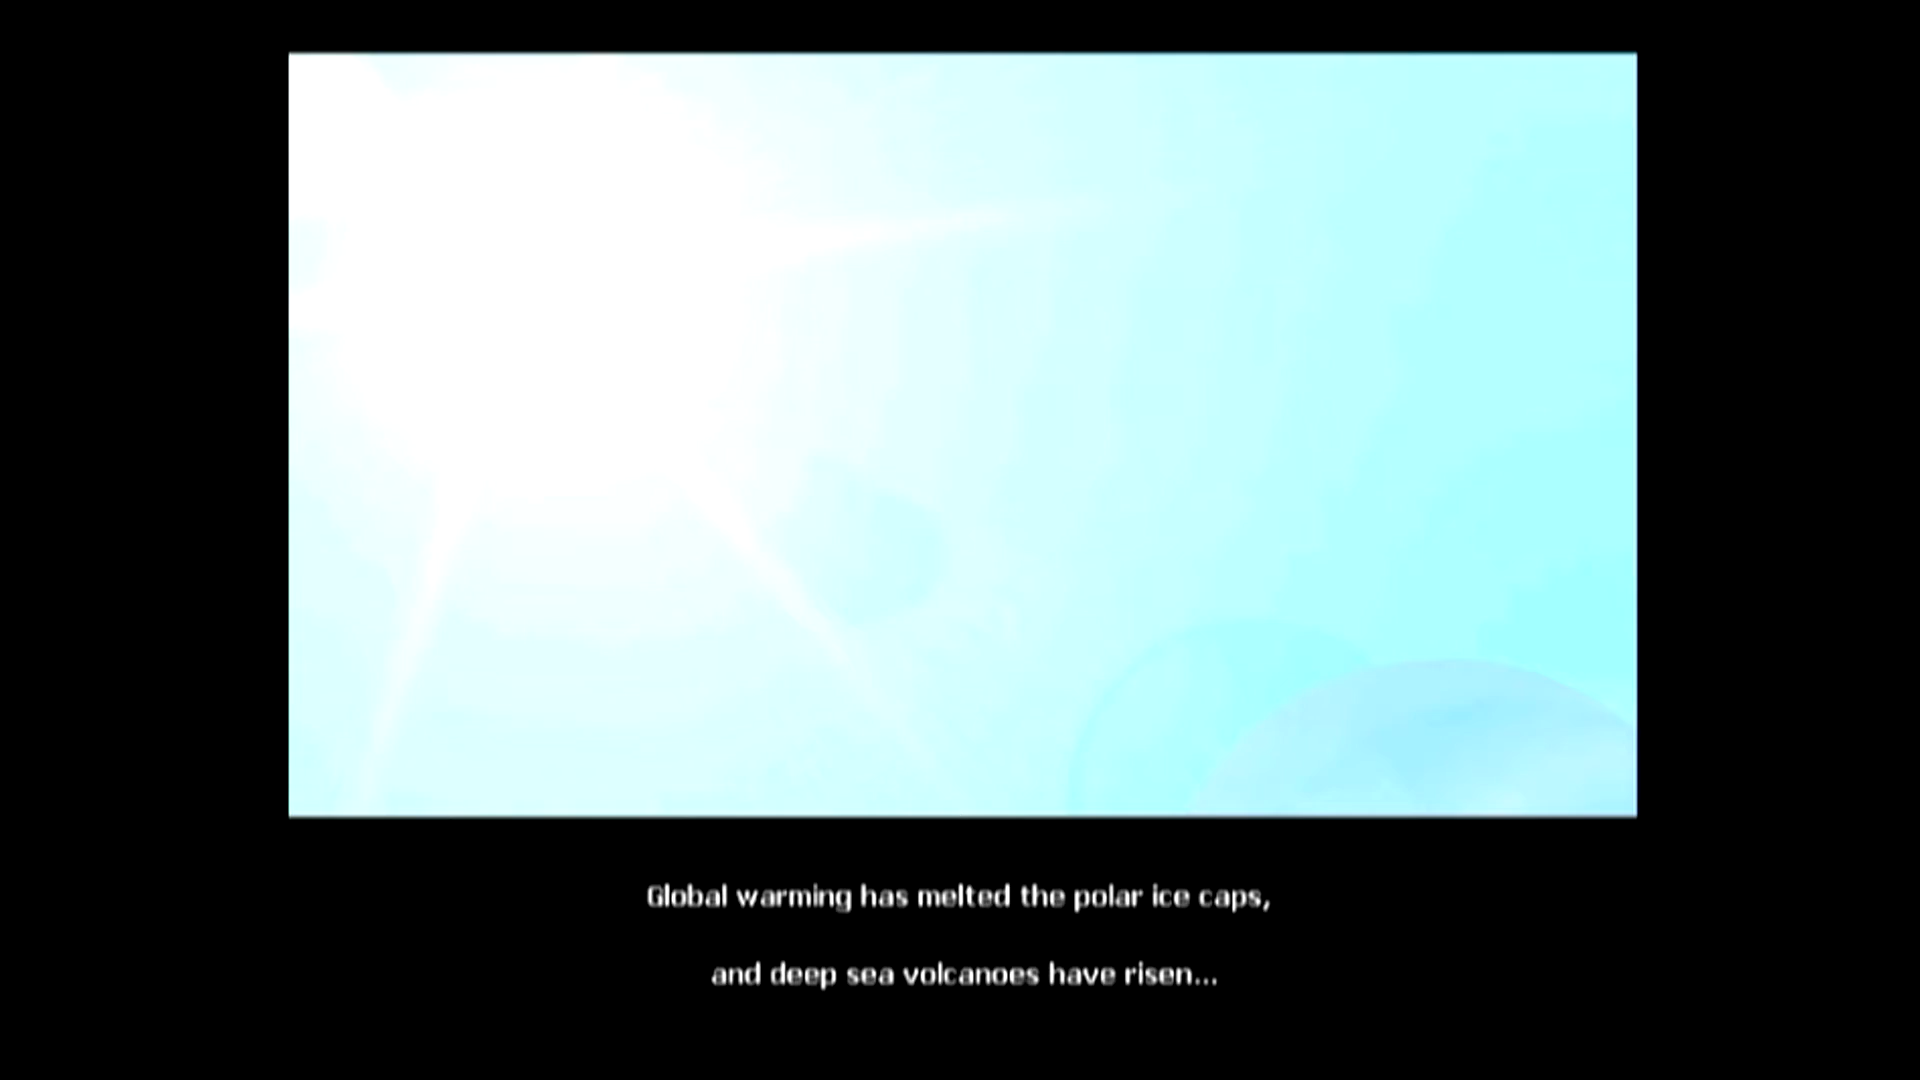 Global warming has melted the polar ice caps,
and deep sea volcanoes have risen...